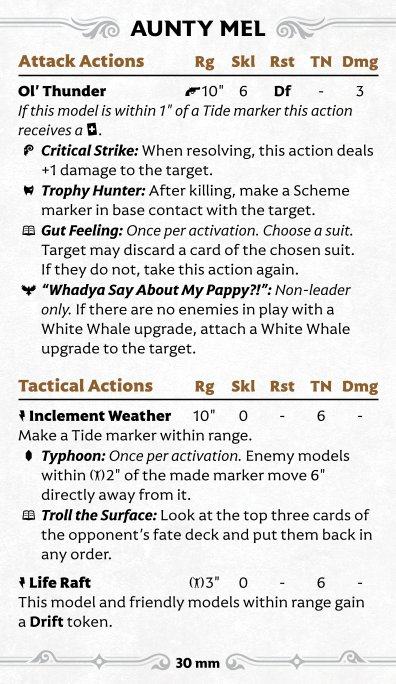 AUNTY MEL
Attack Actions Rg Skl Rst TN Dmg
Ol' Thunder 10" 6 Df - 3
If this model is within 1" of a Tide marker this action
receives a .
Critical Strike: When resolving, this action deals
+1 damage to the target.
Trophy Hunter: After killing, make a Scheme
marker in base contact with the target.
Gut Feeling: Once per activation. Choose a suit.
Target may discard a card of the chosen suit.
If they do not, take this action again.
"Whadya Say About My Pappy?!": Non-leader
only. If there are no enemies in play with a
White Whale upgrade, attach a White Whale
upgrade to the target.
Tactical Actions Rg Skl Rst TN Dmg
Inclement Weather 10" 0 - 6 -
Make a Tide marker within range.
Typhoon: Once per activation. Enemy models
within 2" of the made marker move 6"
directly away from it.
Troll the Surface: Look at the top three cards of
the opponent's fate deck and put them back in
any order.
Life Raft 3" 0 - 6 -
This model and friendly models within range gain
a Drift token.
30 mm